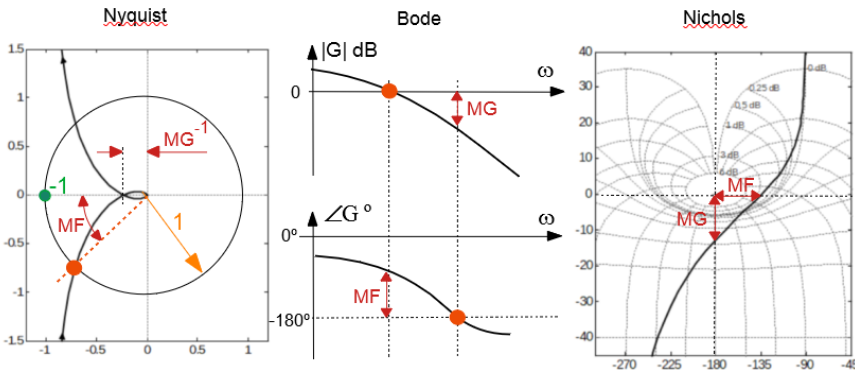 Nyquist
1.5
1
0.5
0
-0.5
-1
-1.5
-1
-0.5
0
0.5
1
MG-1
-1
MF
1
Bode
|G| dB
ω
0
MG
∠G º
ω
0º
MF
-180º
Nichols
40
30
20
10
0
-10
-20
-30
-40
-270
-225
-180
-135
-90
-45
0 dB
0,25 dB
0,5 dB
1 dB
3 dB
6 dB
MF
MG